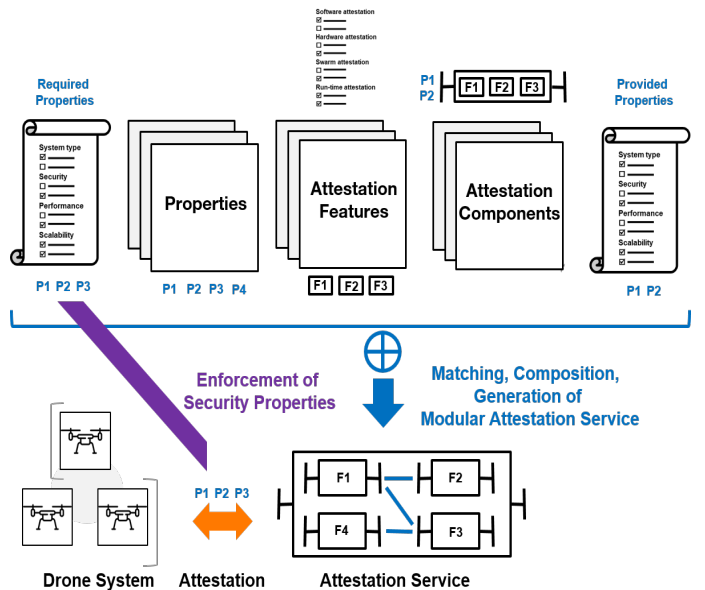 Software attestation
Hardware attestation
Swarm attestation
Run-time attestation
Required
Properties
P1
P2
F1 F2 F3
Provided
Properties
System type
Security
Performance
Scalability
Properties
Attestation
Features
Attestation
Components
System type
Security
Performance
Scalability
P1 P2 P3
P1 P2 P3 P4
F1 F2 F3
P1 P2
Enforcement of
Security Properties
Matching, Composition,
Generation of
Modular Attestation Service
P1 P2 P3
F1 F2
F4 F3
Drone System
Attestation
Attestation Service